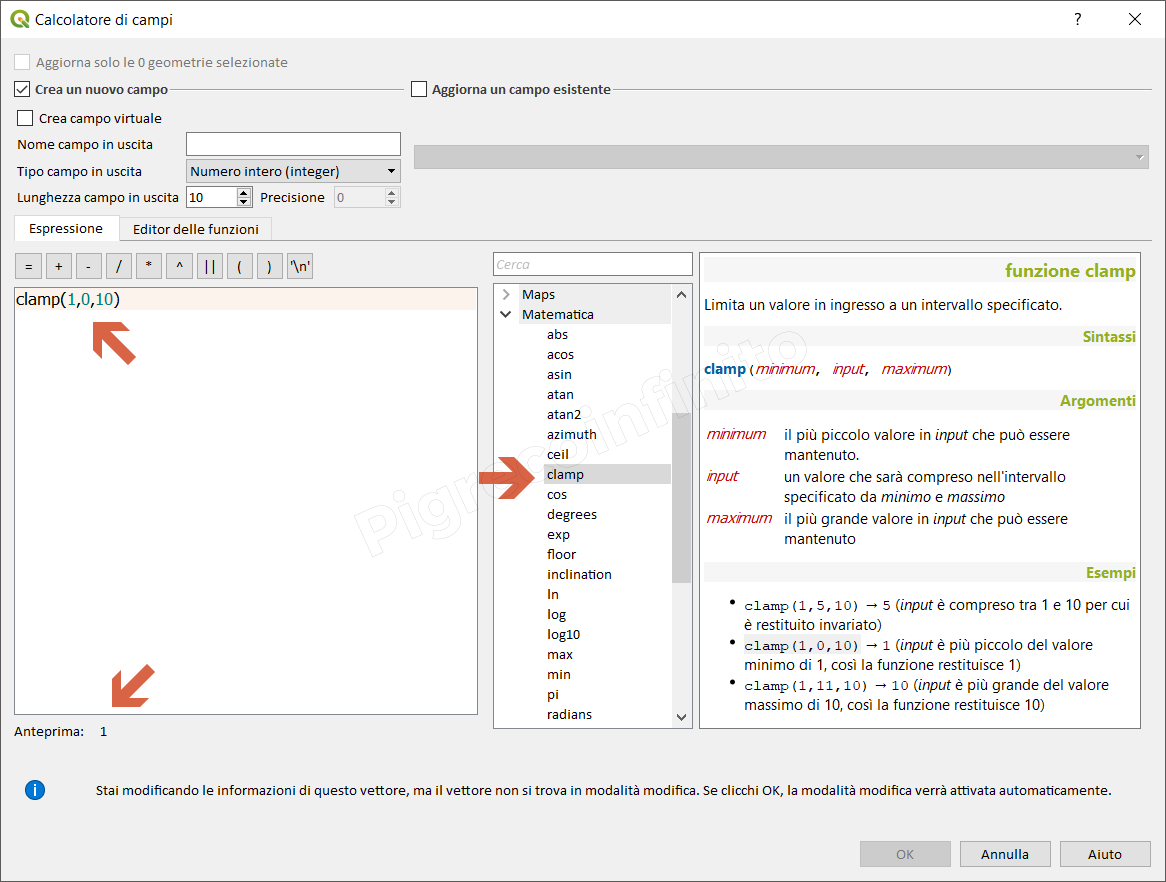 Calcolatore di campi
?
Aggiorna solo le 0 geometrie selezionate
Crea un nuovo campo
Aggiorna un campo esistente
Crea campo virtuale
Nome campo in uscita
Tipo campo in uscita Numero intero (integer)
Lunghezza campo in uscita 10 Precisione 0
Espressione Editor delle funzioni
= + - / * ^ || ( ) '\n'
clamp(1,0,10)
Anteprima: 1
Cerca
Maps
Matematica
abs
acos
asin
atan
atan2
azimuth
ceil
clamp
cos
degrees
exp
floor
inclination
ln
log
log10
max
min
pi
radians
funzione clamp
Limita un valore in ingresso a un intervallo specificato.
Sintassi
clamp(minimum, input, maximum)
Argomenti
minimum il più piccolo valore in input che può essere
mantenuto.
input un valore che sarà compreso nell'intervallo
specificato da minimo e massimo
maximum il più grande valore in input che può essere
mantenuto
Esempi
• clamp(1,5,10) → 5 (input è compreso tra 1 e 10 per cui
è restituito invariato)
• clamp(1,0,10) → 1 (input è più piccolo del valore
minimo di 1, così la funzione restituisce 1)
• clamp(1,11,10) → 10 (input è più grande del valore
massimo di 10, così la funzione restituisce 10)
Pigrecoinfinito
i
Stai modificando le informazioni di questo vettore, ma il vettore non si trova in modalità modifica. Se clicchi OK, la modalità modifica verrà attivata automaticamente.
OK Annulla Aiuto